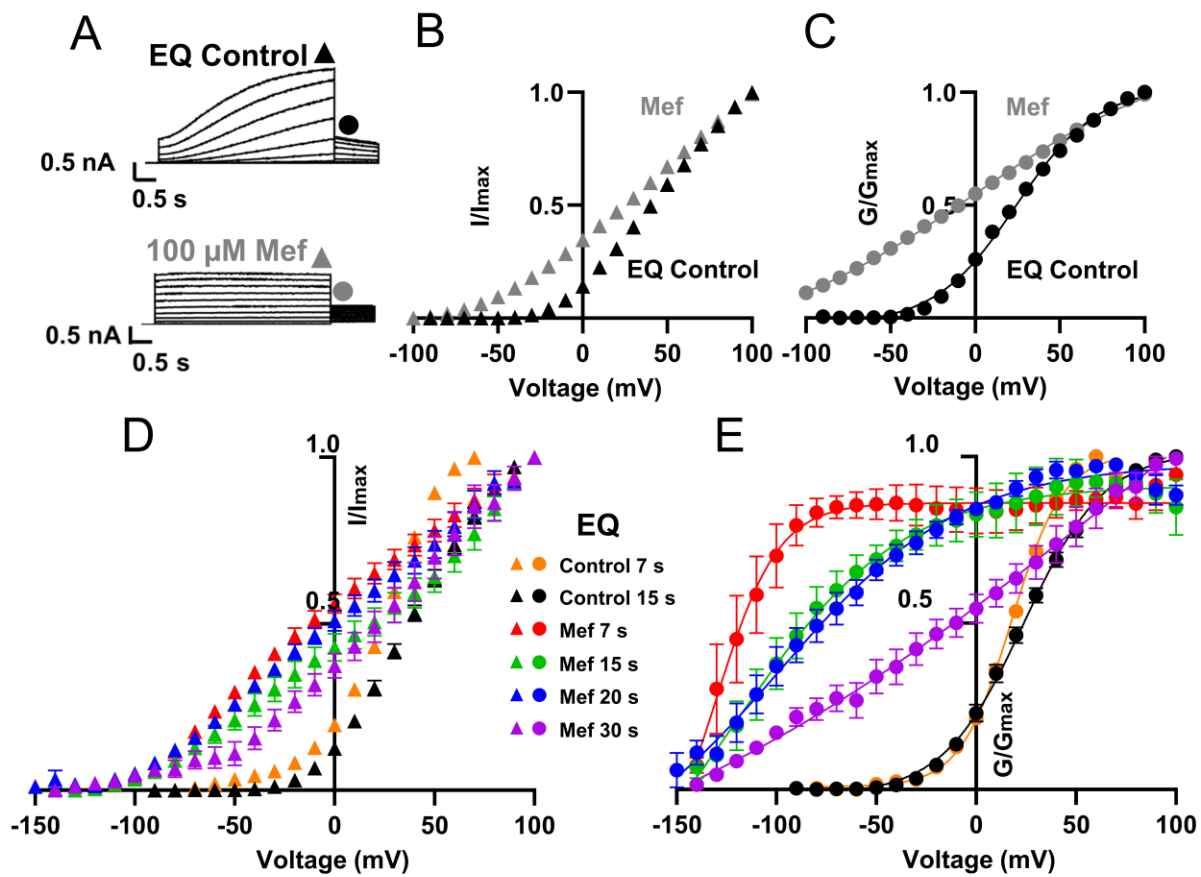 A
EQ Control
0.5 nA
0.5 s
100 µM Mef
0.5 nA
0.5 s
B
1.0
Mef
I/Imax
0.5
EQ Control
-100
-50
0
50
100
Voltage (mV)
C
1.0
Mef
G/Gmax
0.5
EQ Control
-100
-50
0
50
100
Voltage (mV)
D
1.0
I/Imax
0.5
-150
-100
-50
0
50
100
Voltage (mV)
EQ
Control 7 s
Control 15 s
Mef 7 s
Mef 15 s
Mef 20 s
Mef 30 s
E
1.0
0.5
G/Gmax
-150
-100
-50
0
50
100
Voltage (mV)